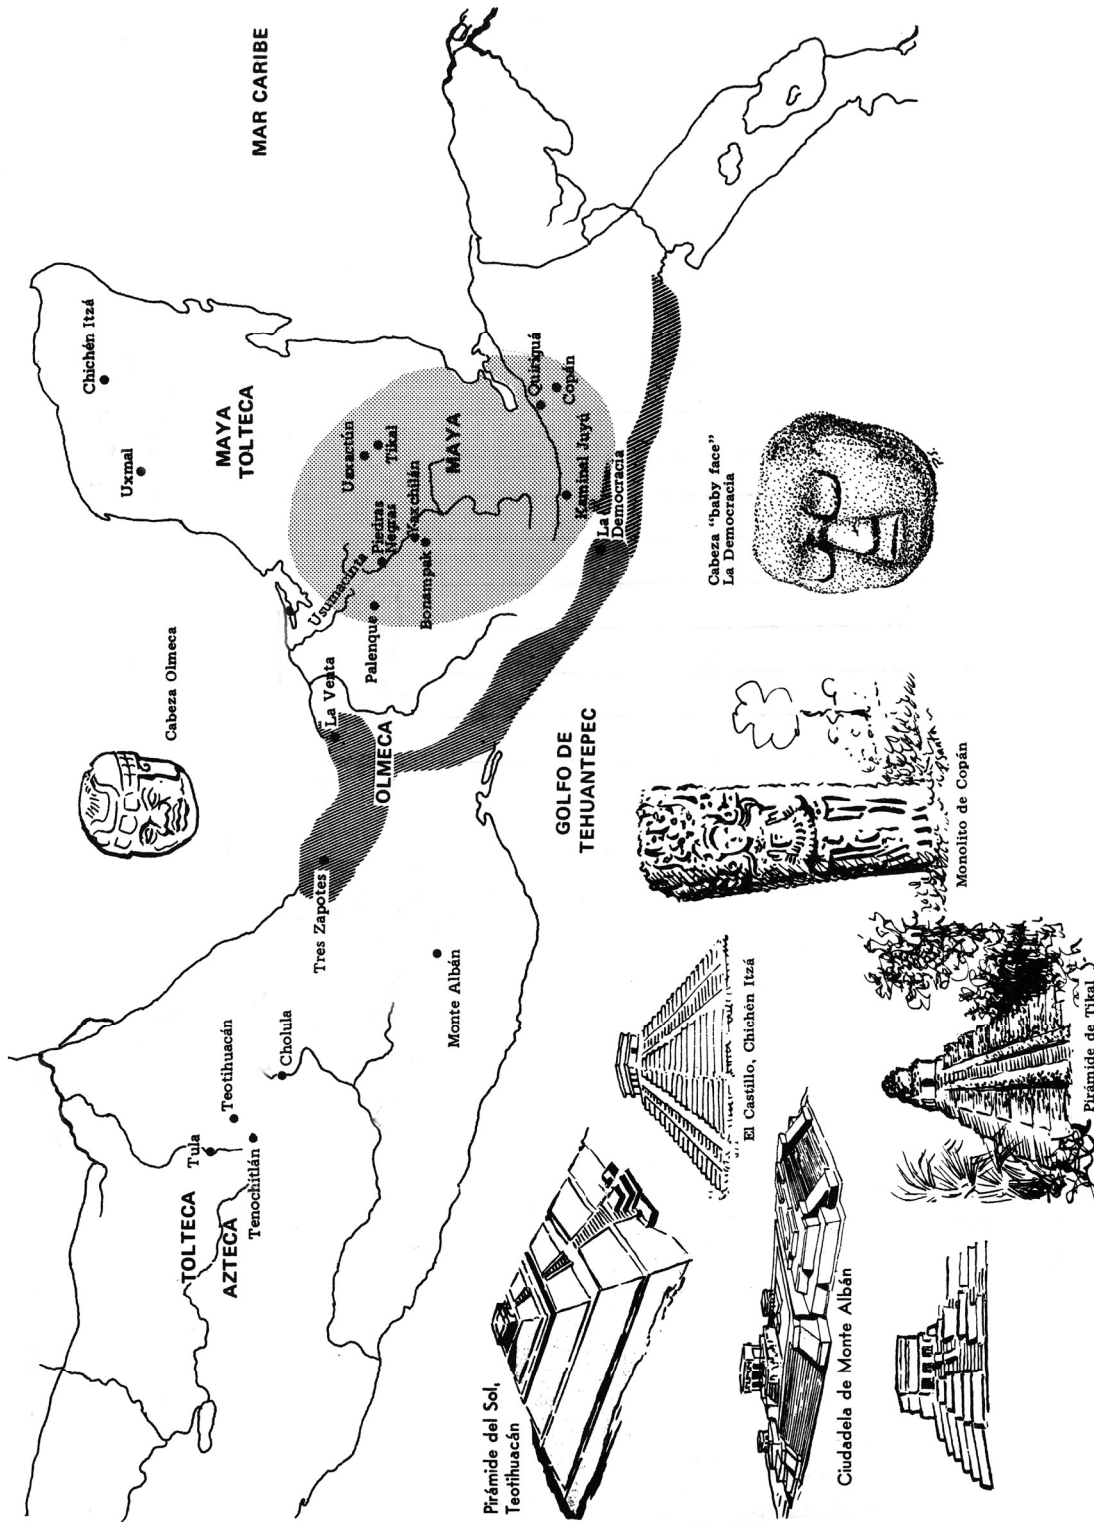 MAR CARIBE
Chichén Itzá
Uxmal
MAYA
TOLTECA
Uaxactún
Tikal
Piedras
Negras
Yaxchilán
MAYA
Bonampak
Usumacinta
Palenque
Quiriguá
Copán
Kaminal Juyú
La
Democracia
La Venta
OLMECA
Tres Zapotes
Cabeza Olmeca
GOLFO DE
TEHUANTEPEC
Monte Albán
Cholula
Teotihuacán
Tula
Tenochitlán
TOLTECA
AZTECA
Pirámide del Sol,
Teotihuacán
El Castillo, Chichén Itzá
Monolito de Copán
Cabeza "baby face"
La Democracia
Ciudadela de Monte Albán
Pirámide de Tikal